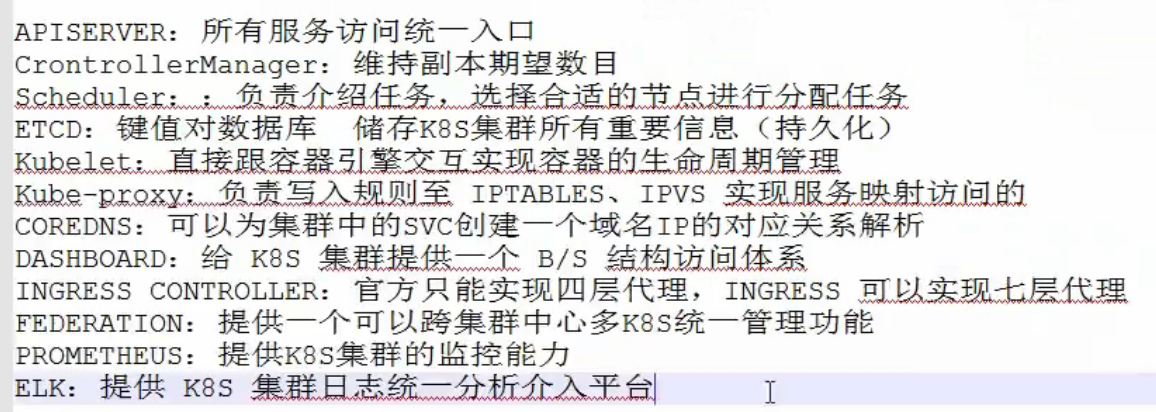 APISERVER：所有服务访问统一入口
CrontrollerManager：维持副本期望数目
Scheduler：：负责介绍任务，选择合适的节点进行分配任务
ETCD：键值对数据库　储存K8S集群所有重要信息（持久化）
Kubelet：直接跟容器引擎交互实现容器的生命周期管理
Kube-proxy：负责写入规则至 IPTABLES、IPVS 实现服务映射访问的
COREDNS：可以为集群中的SVC创建一个域名IP的对应关系解析
DASHBOARD：给 K8S 集群提供一个 B/S 结构访问体系
INGRESS CONTROLLER：官方只能实现四层代理，INGRESS 可以实现七层代理
FEDERATION：提供一个可以跨集群中心多K8S统一管理功能
PROMETHEUS：提供K8S集群的监控能力
ELK：提供 K8S 集群日志统一分析介入平台